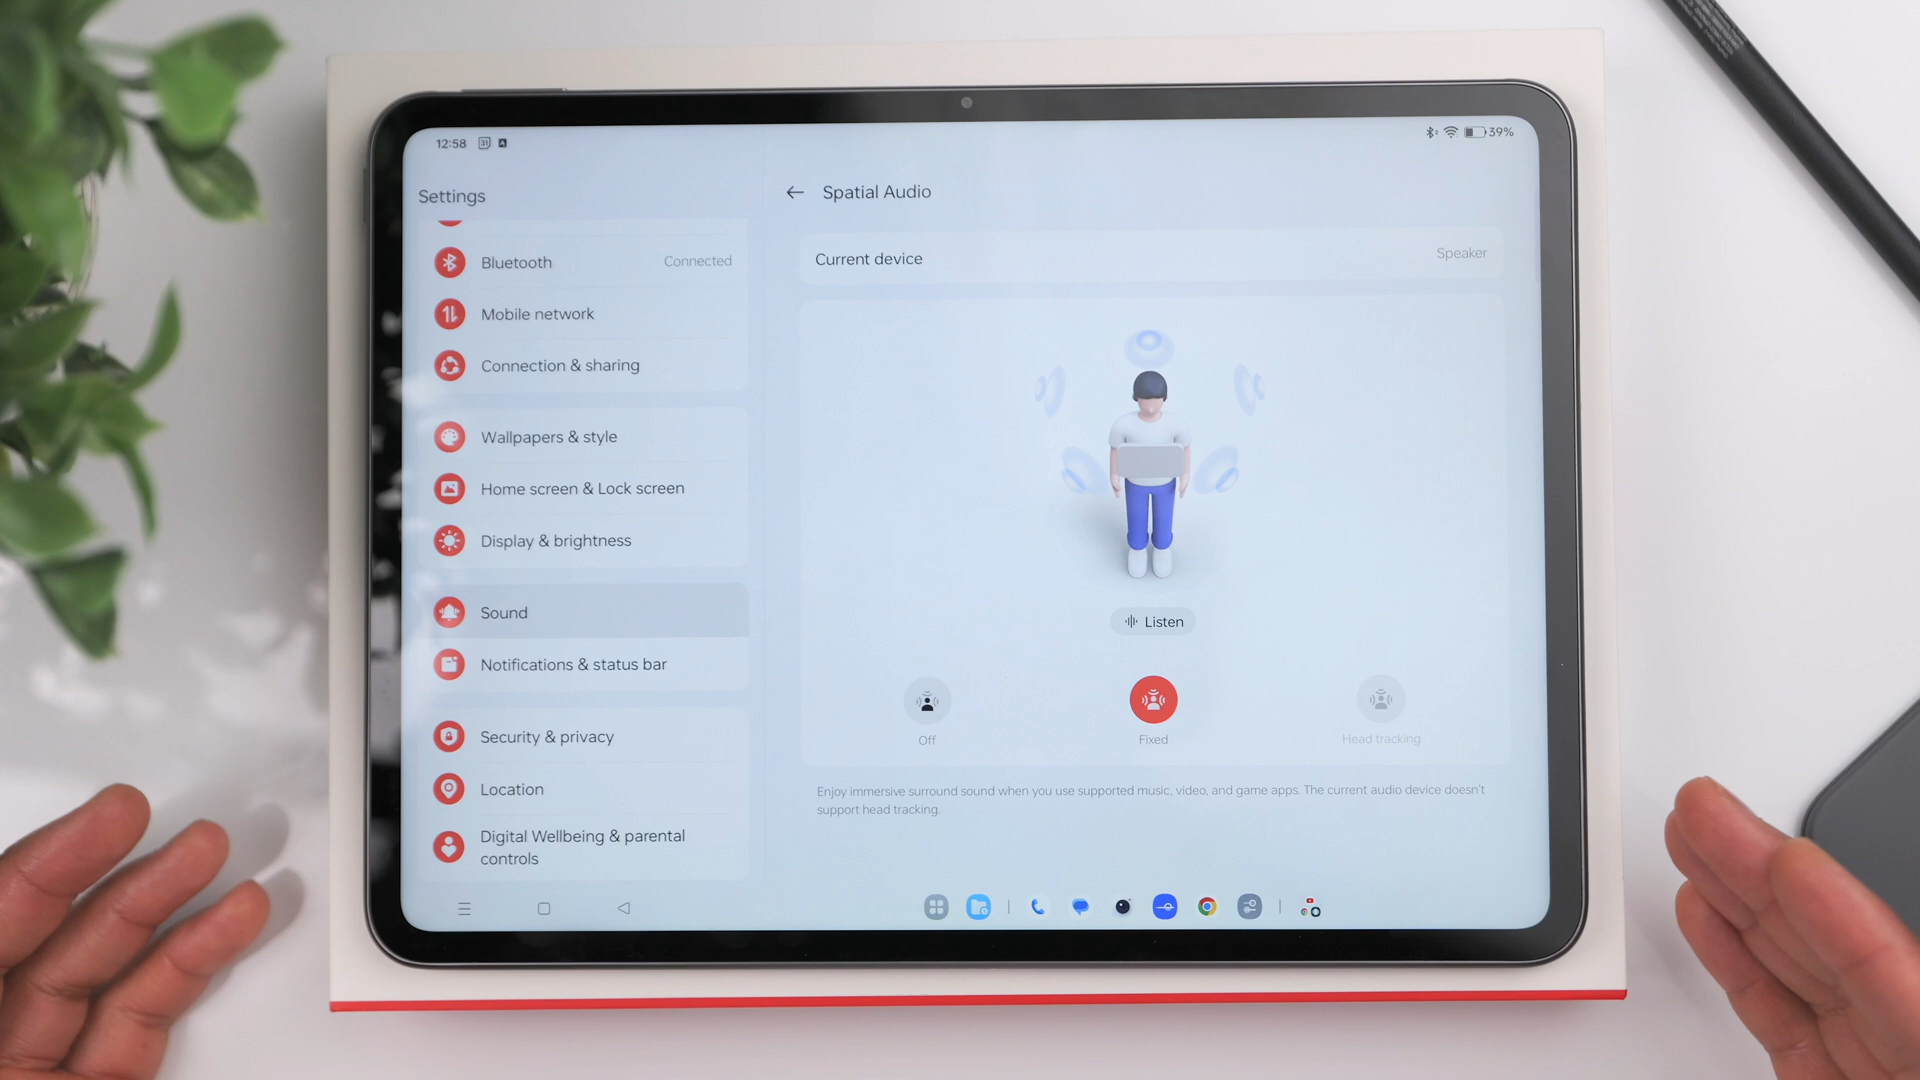 12:58
31
A
39%
Settings
Spatial Audio
Bluetooth
Connected
Mobile network
Connection & sharing
Wallpapers & style
Home screen & Lock screen
Display & brightness
Sound
Notifications & status bar
Security & privacy
Location
Digital Wellbeing & parental
controls
Current device
Speaker
Listen
Off
Fixed
Head tracking
Enjoy immersive surround sound when you use supported music, video, and game apps. The current audio device doesn't
support head tracking.